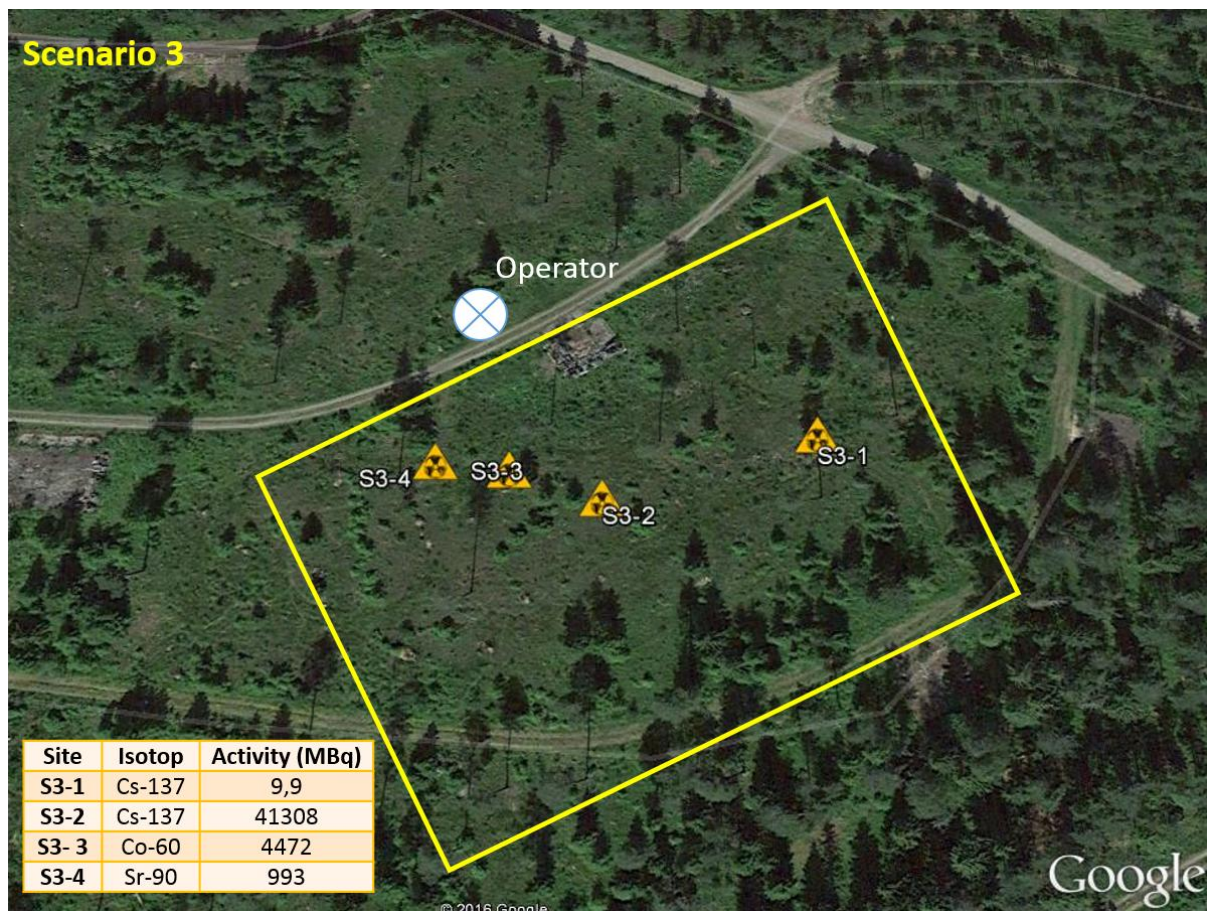 Scenario 3
Operator
S3-1
S3-4
S3-3
S3-2
Site Isotop Activity (MBq)
S3-1 Cs-137 9,9
S3-2 Cs-137 41308
S3- 3 Co-60 4472
S3-4 Sr-90 993
Google
© 2016 Google